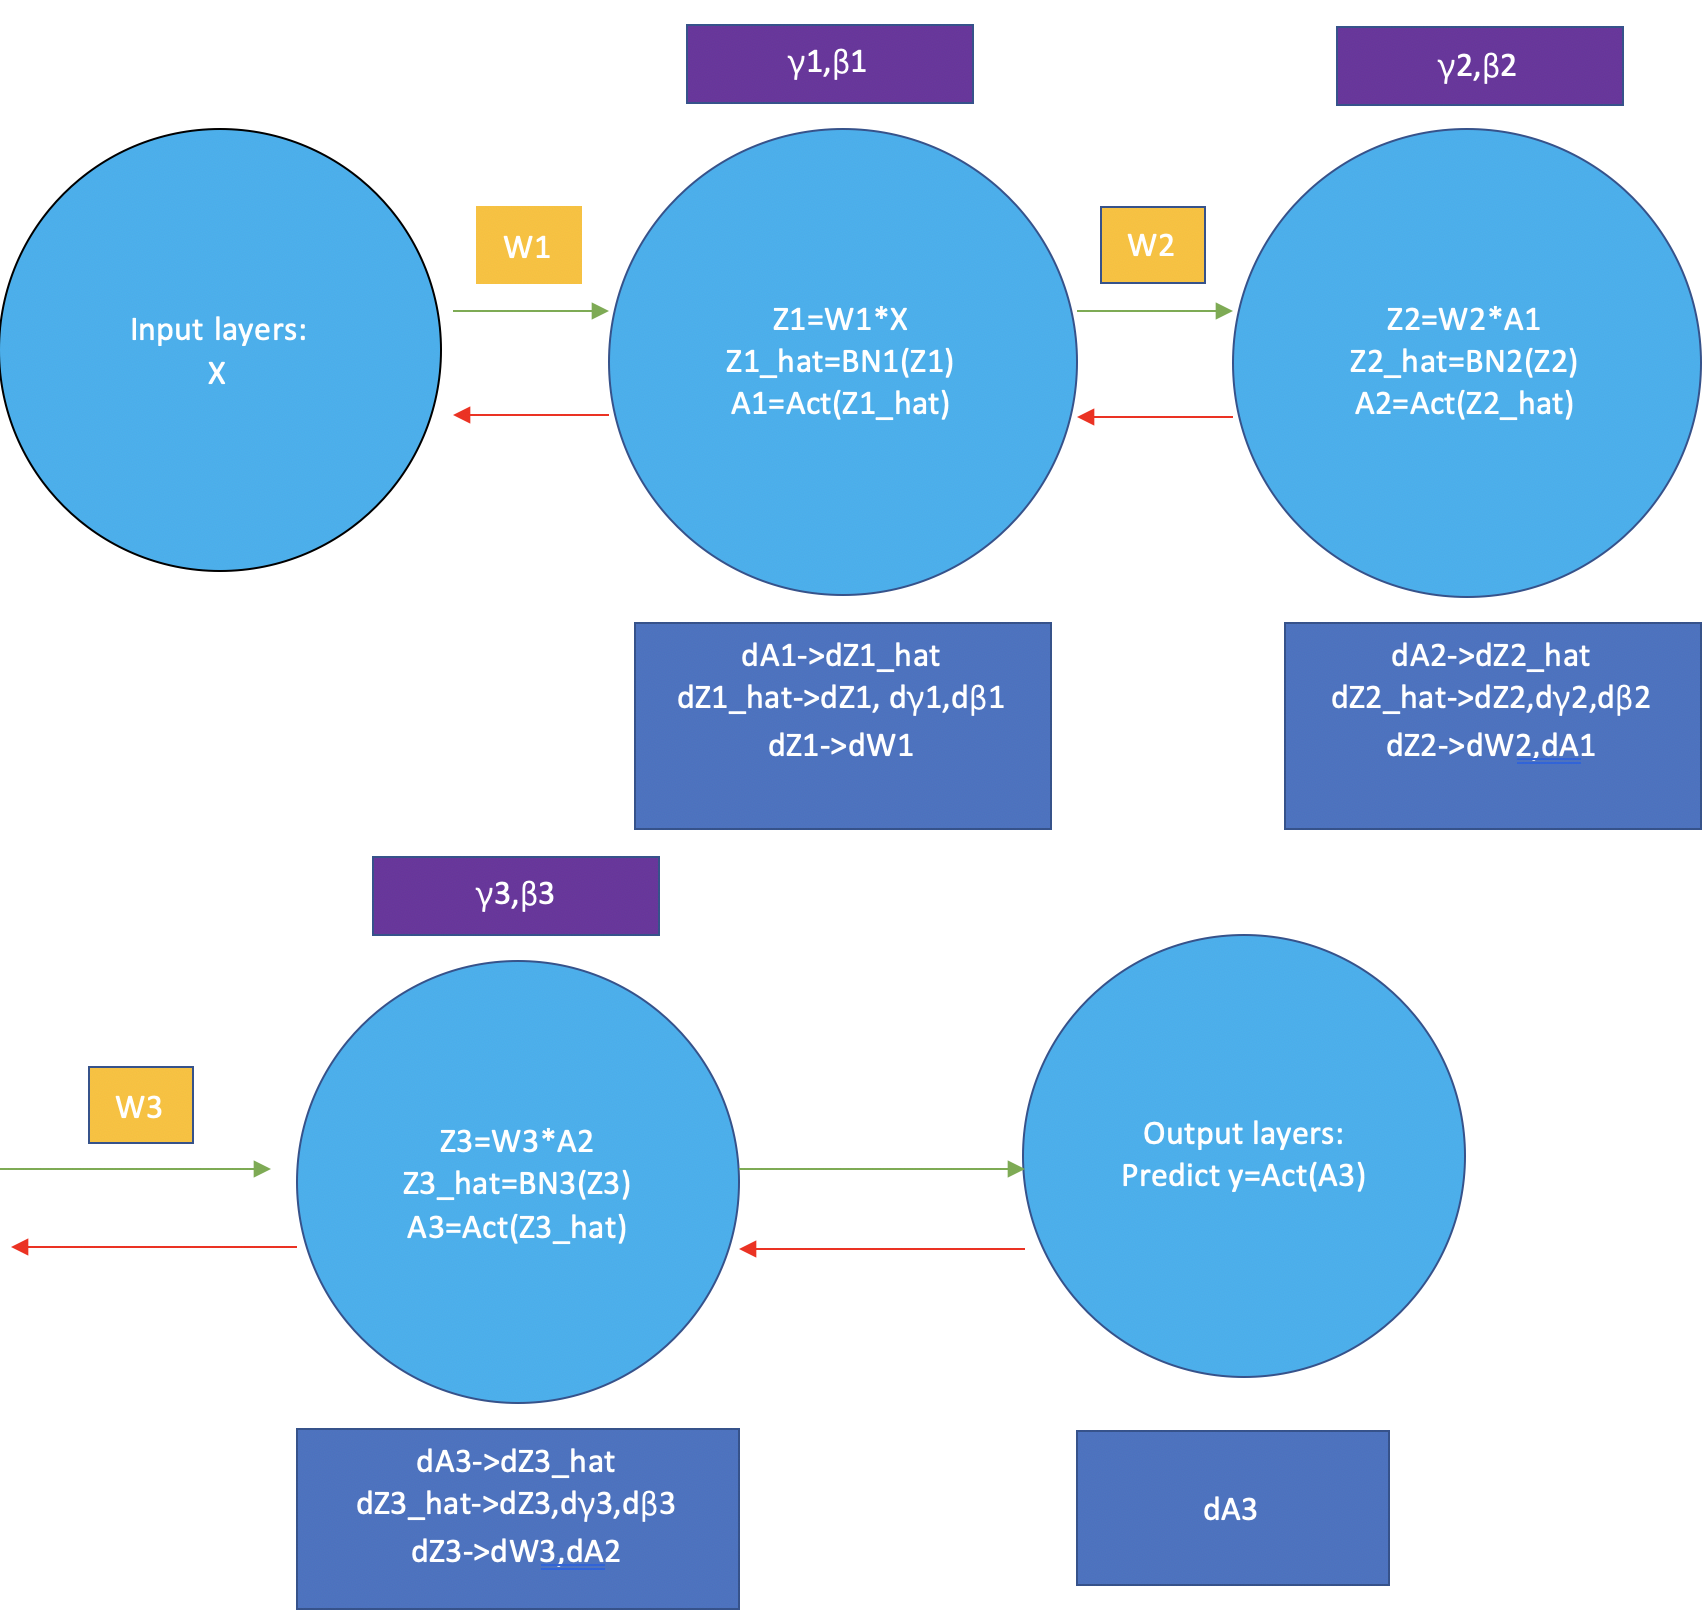 γ1,β1
γ2,β2
W1
W2
Input layers:
X
Z1=W1*X
Z1_hat=BN1(Z1)
A1=Act(Z1_hat)
Z2=W2*A1
Z2_hat=BN2(Z2)
A2=Act(Z2_hat)
dA1->dZ1_hat
dZ1_hat->dZ1, dγ1,dβ1
dZ1->dW1
dA2->dZ2_hat
dZ2_hat->dZ2,dγ2,dβ2
dZ2->dW2,dA1
γ3,β3
W3
Z3=W3*A2
Z3_hat=BN3(Z3)
A3=Act(Z3_hat)
Output layers:
Predict y=Act(A3)
dA3->dZ3_hat
dZ3_hat->dZ3,dγ3,dβ3
dZ3->dW3,dA2
dA3